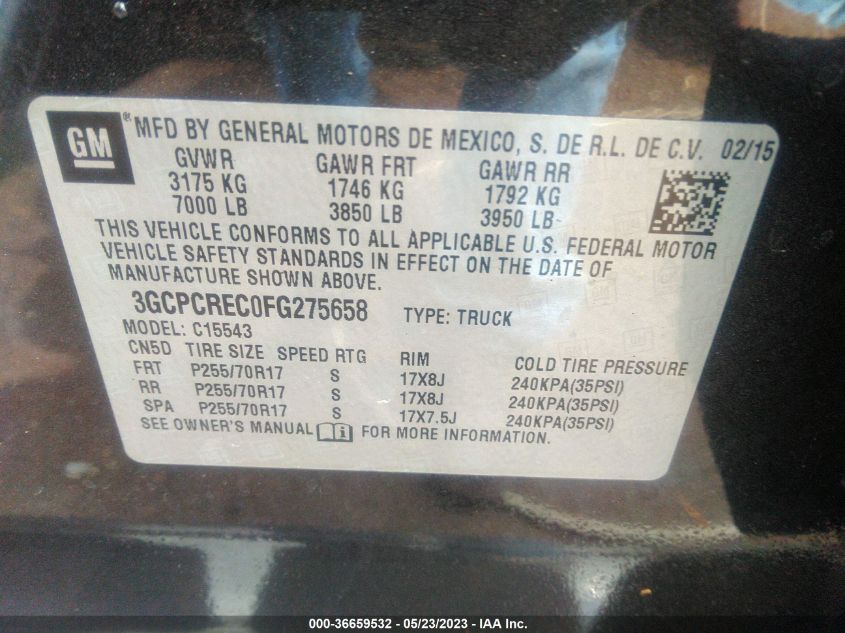 GM® MFD BY GENERAL MOTORS DE MEXICO, S. DE R.L. DE C.V. 02/15
GVWR GAWR FRT GAWR RR
3175 KG 1746 KG 1792 KG
7000 LB 3850 LB 3950 LB
THIS VEHICLE CONFORMS TO ALL APPLICABLE U.S. FEDERAL MOTOR
VEHICLE SAFETY STANDARDS IN EFFECT ON THE DATE OF
MANUFACTURE SHOWN ABOVE.
3GCPCREC0FG275658 TYPE: TRUCK
MODEL: C15543
CN5D TIRE SIZE SPEED RTG RIM COLD TIRE PRESSURE
FRT P255/70R17 S 17X8J 240KPA(35PSI)
RR P255/70R17 S 17X8J 240KPA(35PSI)
SPA P255/70R17 S 17X7.5J 240KPA(35PSI)
SEE OWNER'S MANUAL FOR MORE INFORMATION.
000-36659532 - 05/23/2023 - IAA Inc.